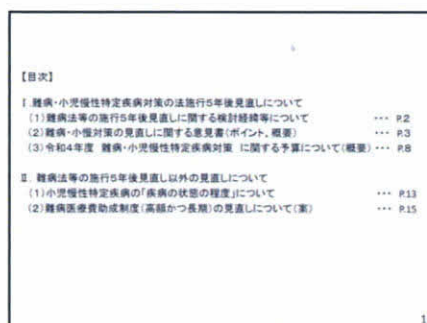 【目次】
Ⅰ.難病・小児慢性特定疾病対策の法施行5年後見直しについて
(1)難病法等の施行5年後見直しに関する検討経緯等について ・・・ P.2
(2)難病・小慢対策の見直しに関する意見書(ポイント、概要) ・・・ P.3
(3)令和4年度 難病・小児慢性特定疾病対策 に関する予算について(概要) ・・・ P.8
Ⅱ. 難病法等の施行5年後見直し以外の見直しについて
(1)小児慢性特定疾病の「疾病の状態の程度」について ・・・ P.13
(2)難病医療費助成制度(高額かつ長期)の見直しについて(案) ・・・ P.15
1